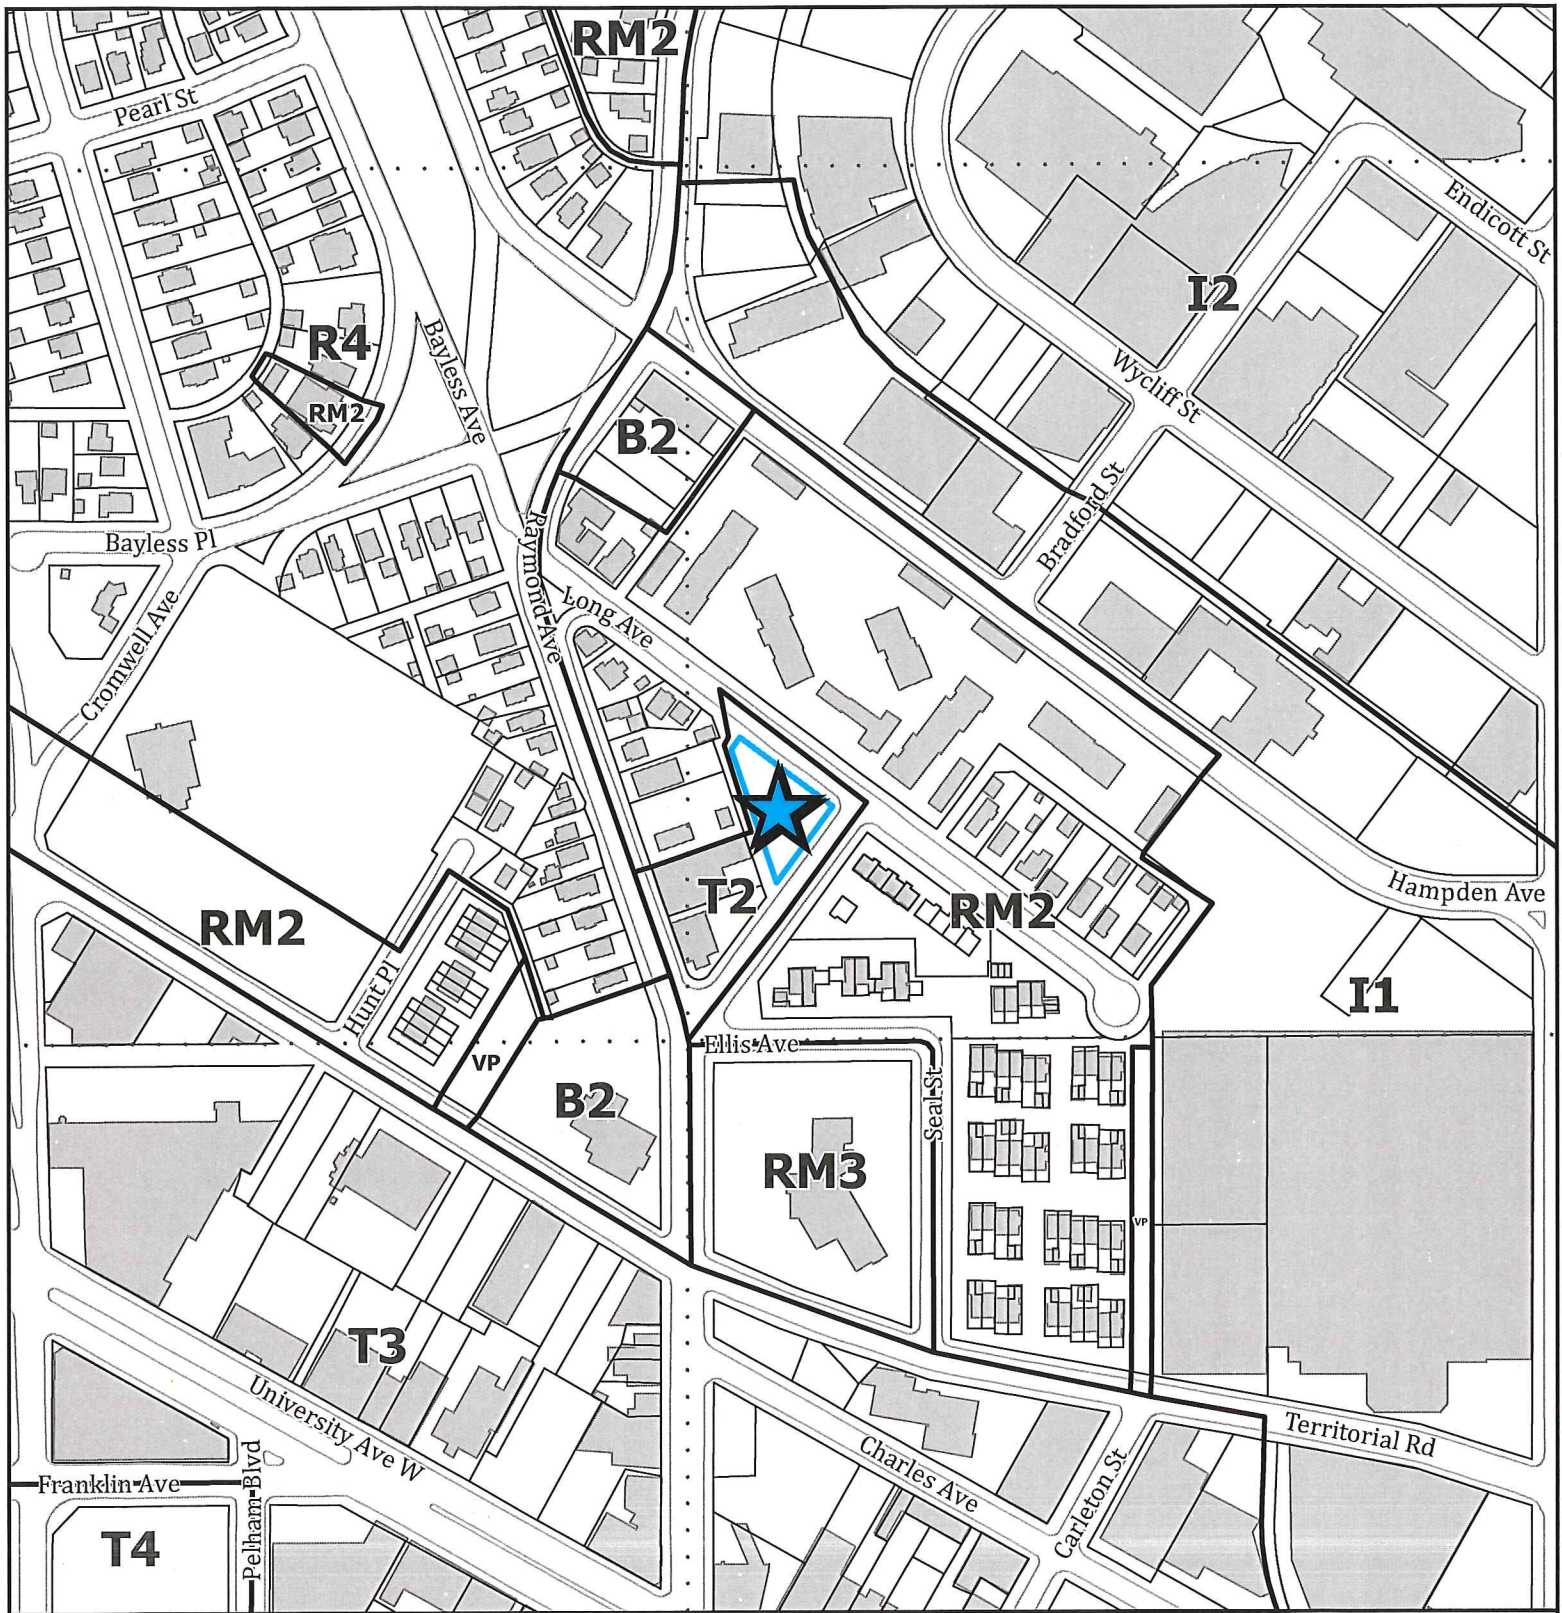 RM2
Pearl St
Endicott St
I2
Bayless Ave
R4
Wycliff St
RM2
B2
Bradford St
Raymond Ave
Bayless Pl
Long Ave
Cromwell Ave
Hampden Ave
T2
RM2
RM2
I1
Hunt Pl
Ellis Ave
VP
B2
Seal St
RM3
VP
T3
University Ave W
Territorial Rd
Charles Ave
Carleton St
Franklin Ave
Pelham Blvd
T4